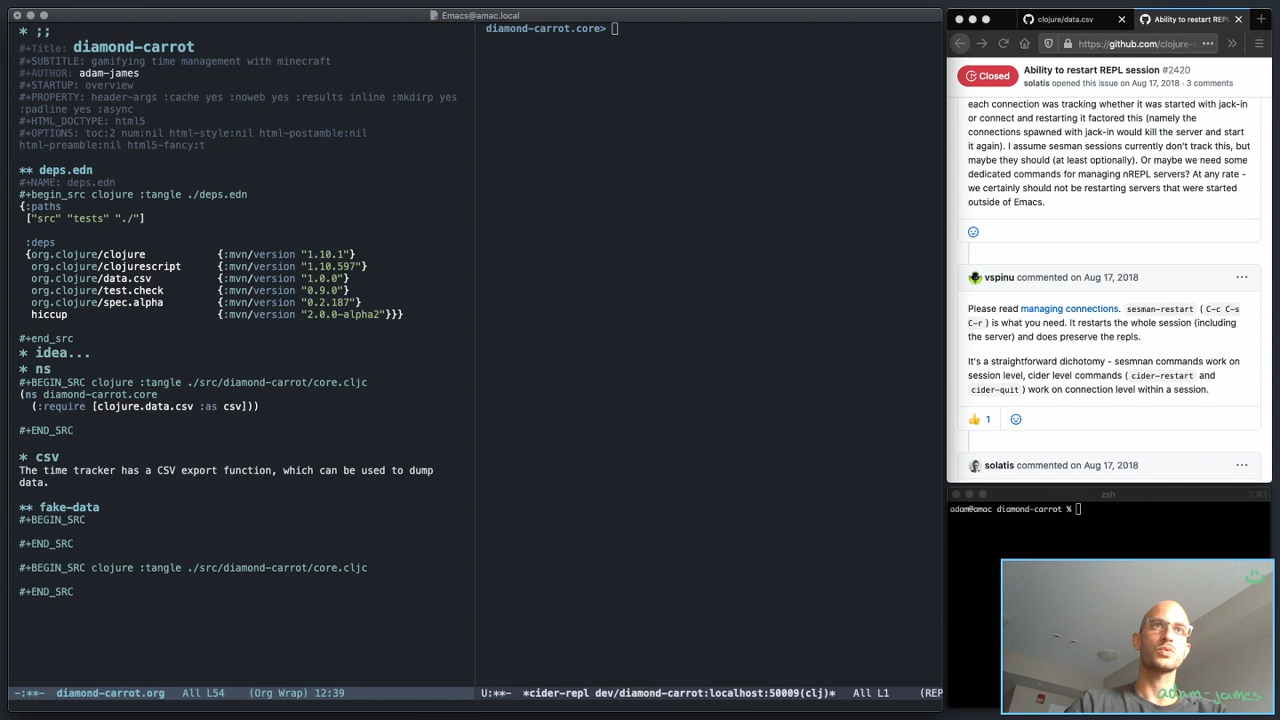 Emacs@amac.local
* ;;
#+Title: diamond-carrot
#+SUBTITLE: gamifying time management with minecraft
#+AUTHOR: adam-james
#+STARTUP: overview
#+PROPERTY: header-args :cache yes :noweb yes :results inline :mkdirp yes
:padline yes :async
#+HTML_DOCTYPE: html5
#+OPTIONS: toc:2 num:nil html-style:nil html-postamble:nil
html-preamble:nil html5-fancy:t
** deps.edn
#+NAME: deps.edn
#+begin_src clojure :tangle ./deps.edn
{:paths
["src" "tests" "./"]
:deps
{org.clojure/clojure {:mvn/version "1.10.1"}
org.clojure/clojurescript {:mvn/version "1.10.597"}
org.clojure/data.csv {:mvn/version "1.0.0"}
org.clojure/test.check {:mvn/version "0.9.0"}
org.clojure/spec.alpha {:mvn/version "0.2.187"}
hiccup {:mvn/version "2.0.0-alpha2"}}}
#+end_src
* idea...
* ns
#+BEGIN_SRC clojure :tangle ./src/diamond-carrot/core.cljc
(ns diamond-carrot.core
(:require [clojure.data.csv :as csv]))
#+END_SRC
* csv
The time tracker has a CSV export function, which can be used to dump
data.
** fake-data
#+BEGIN_SRC
#+END_SRC
#+BEGIN_SRC clojure :tangle ./src/diamond-carrot/core.cljc
#+END_SRC
-:**- diamond-carrot.org All L54 (Org Wrap) 12:39
diamond-carrot.core>
U:**- *cider-repl dev/diamond-carrot:localhost:50009(clj)* All L1 (REP
clojure/data.csv
Ability to restart REPL
https://github.com/clojure-
Closed
Ability to restart REPL session #2420
solatis opened this issue on Aug 17, 2018 · 3 comments
each connection was tracking whether it was started with jack-in
or connect and restarting it factored this (namely the
connections spawned with jack-in would kill the server and start
it again). I assume sesman sessions currently don't track this, but
maybe they should (at least optionally). Or maybe we need some
dedicated commands for managing nREPL servers? At any rate -
we certainly should not be restarting servers that were started
outside of Emacs.
vspinu commented on Aug 17, 2018
Please read managing connections. sesman-restart ( C-c C-s
C-r ) is what you need. It restarts the whole session (including
the server) and does preserve the repls.
It's a straightforward dichotomy - sesmnan commands work on
session level, cider level commands ( cider-restart and
cider-quit ) work on connection level within a session.
1
solatis commented on Aug 17, 2018
zsh
⌥⌘1
adam@amac diamond-carrot %
adam-james